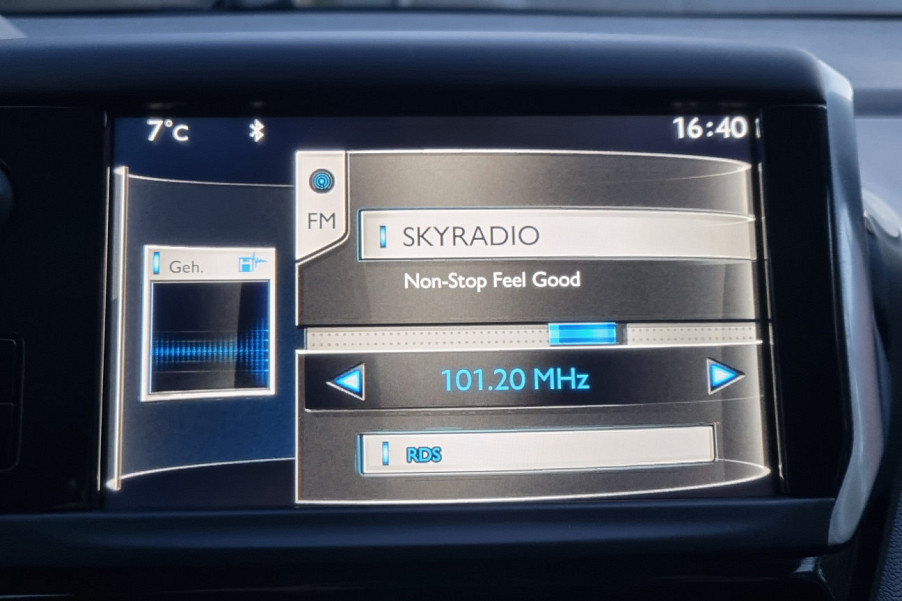 7°C 16:40
FM
SKYRADIO
Geh.
Non-Stop Feel Good
101.20 MHz
RDS